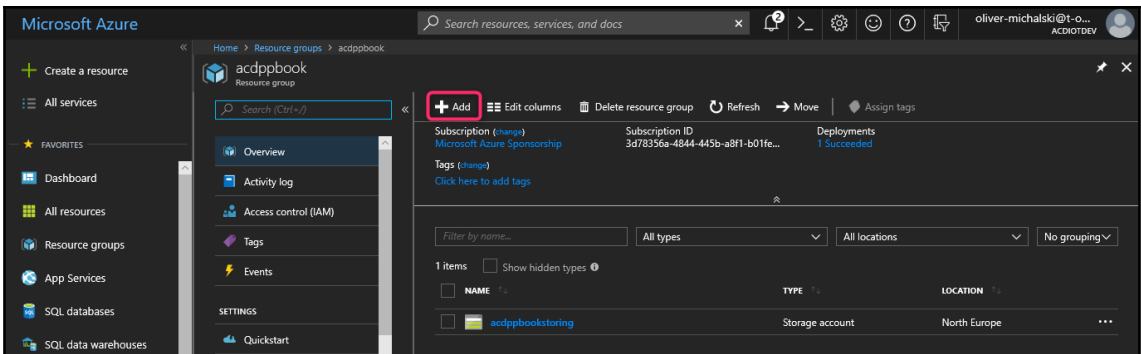 Microsoft Azure
Search resources, services, and docs
2
oliver-michalski@t-o...
ACDIOTDEV
Create a resource
All services
FAVORITES
Dashboard
All resources
Resource groups
App Services
SQL databases
SQL data warehouses
Home > Resource groups > acdppbook
acdppbook
Resource group
Search (Ctrl+/)
Overview
Activity log
Access control (IAM)
Tags
Events
SETTINGS
Quickstart
Add Edit columns Delete resource group Refresh Move Assign tags
Subscription (change)
Microsoft Azure Sponsorship
Subscription ID
3d78356a-4844-445b-a8f1-b01fe...
Deployments
1 Succeeded
Tags (change)
Click here to add tags
Filter by name... All types All locations No grouping
1 items Show hidden types
NAME TYPE LOCATION
acdppbookstoring Storage account North Europe ...